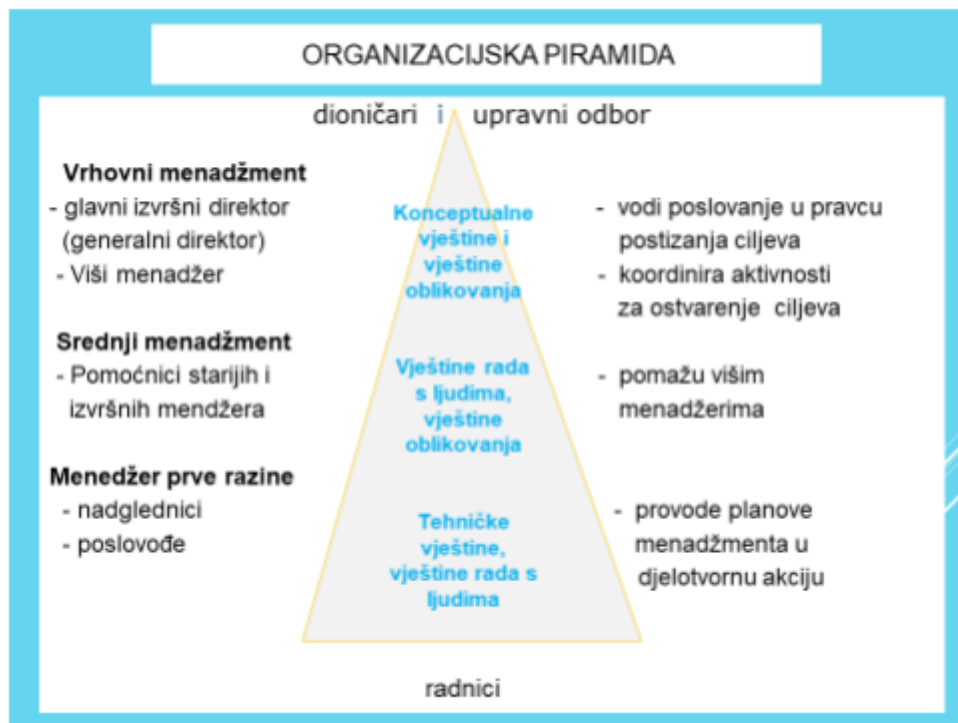 ORGANIZACIJSKA PIRAMIDA
dioničari i upravni odbor
Vrhovni menadžment
- glavni izvršni direktor
(generalni direktor)
- Viši menadžer
Konceptualne
vještine i
vještine
oblikovanja
- vodi poslovanje u pravcu
postizanja ciljeva
- koordinira aktivnosti
za ostvarenje ciljeva
Srednji menadžment
- Pomoćnici starijih i
izvršnih mendžera
Vještine rada
s ljudima,
vještine
oblikovanja
- pomažu višim
menadžerima
Menedžer prve razine
- nadglednici
- poslovođe
Tehničke
vještine,
vještine rada s
ljudima
- provode planove
menadžmenta u
djelotvornu akciju
radnici